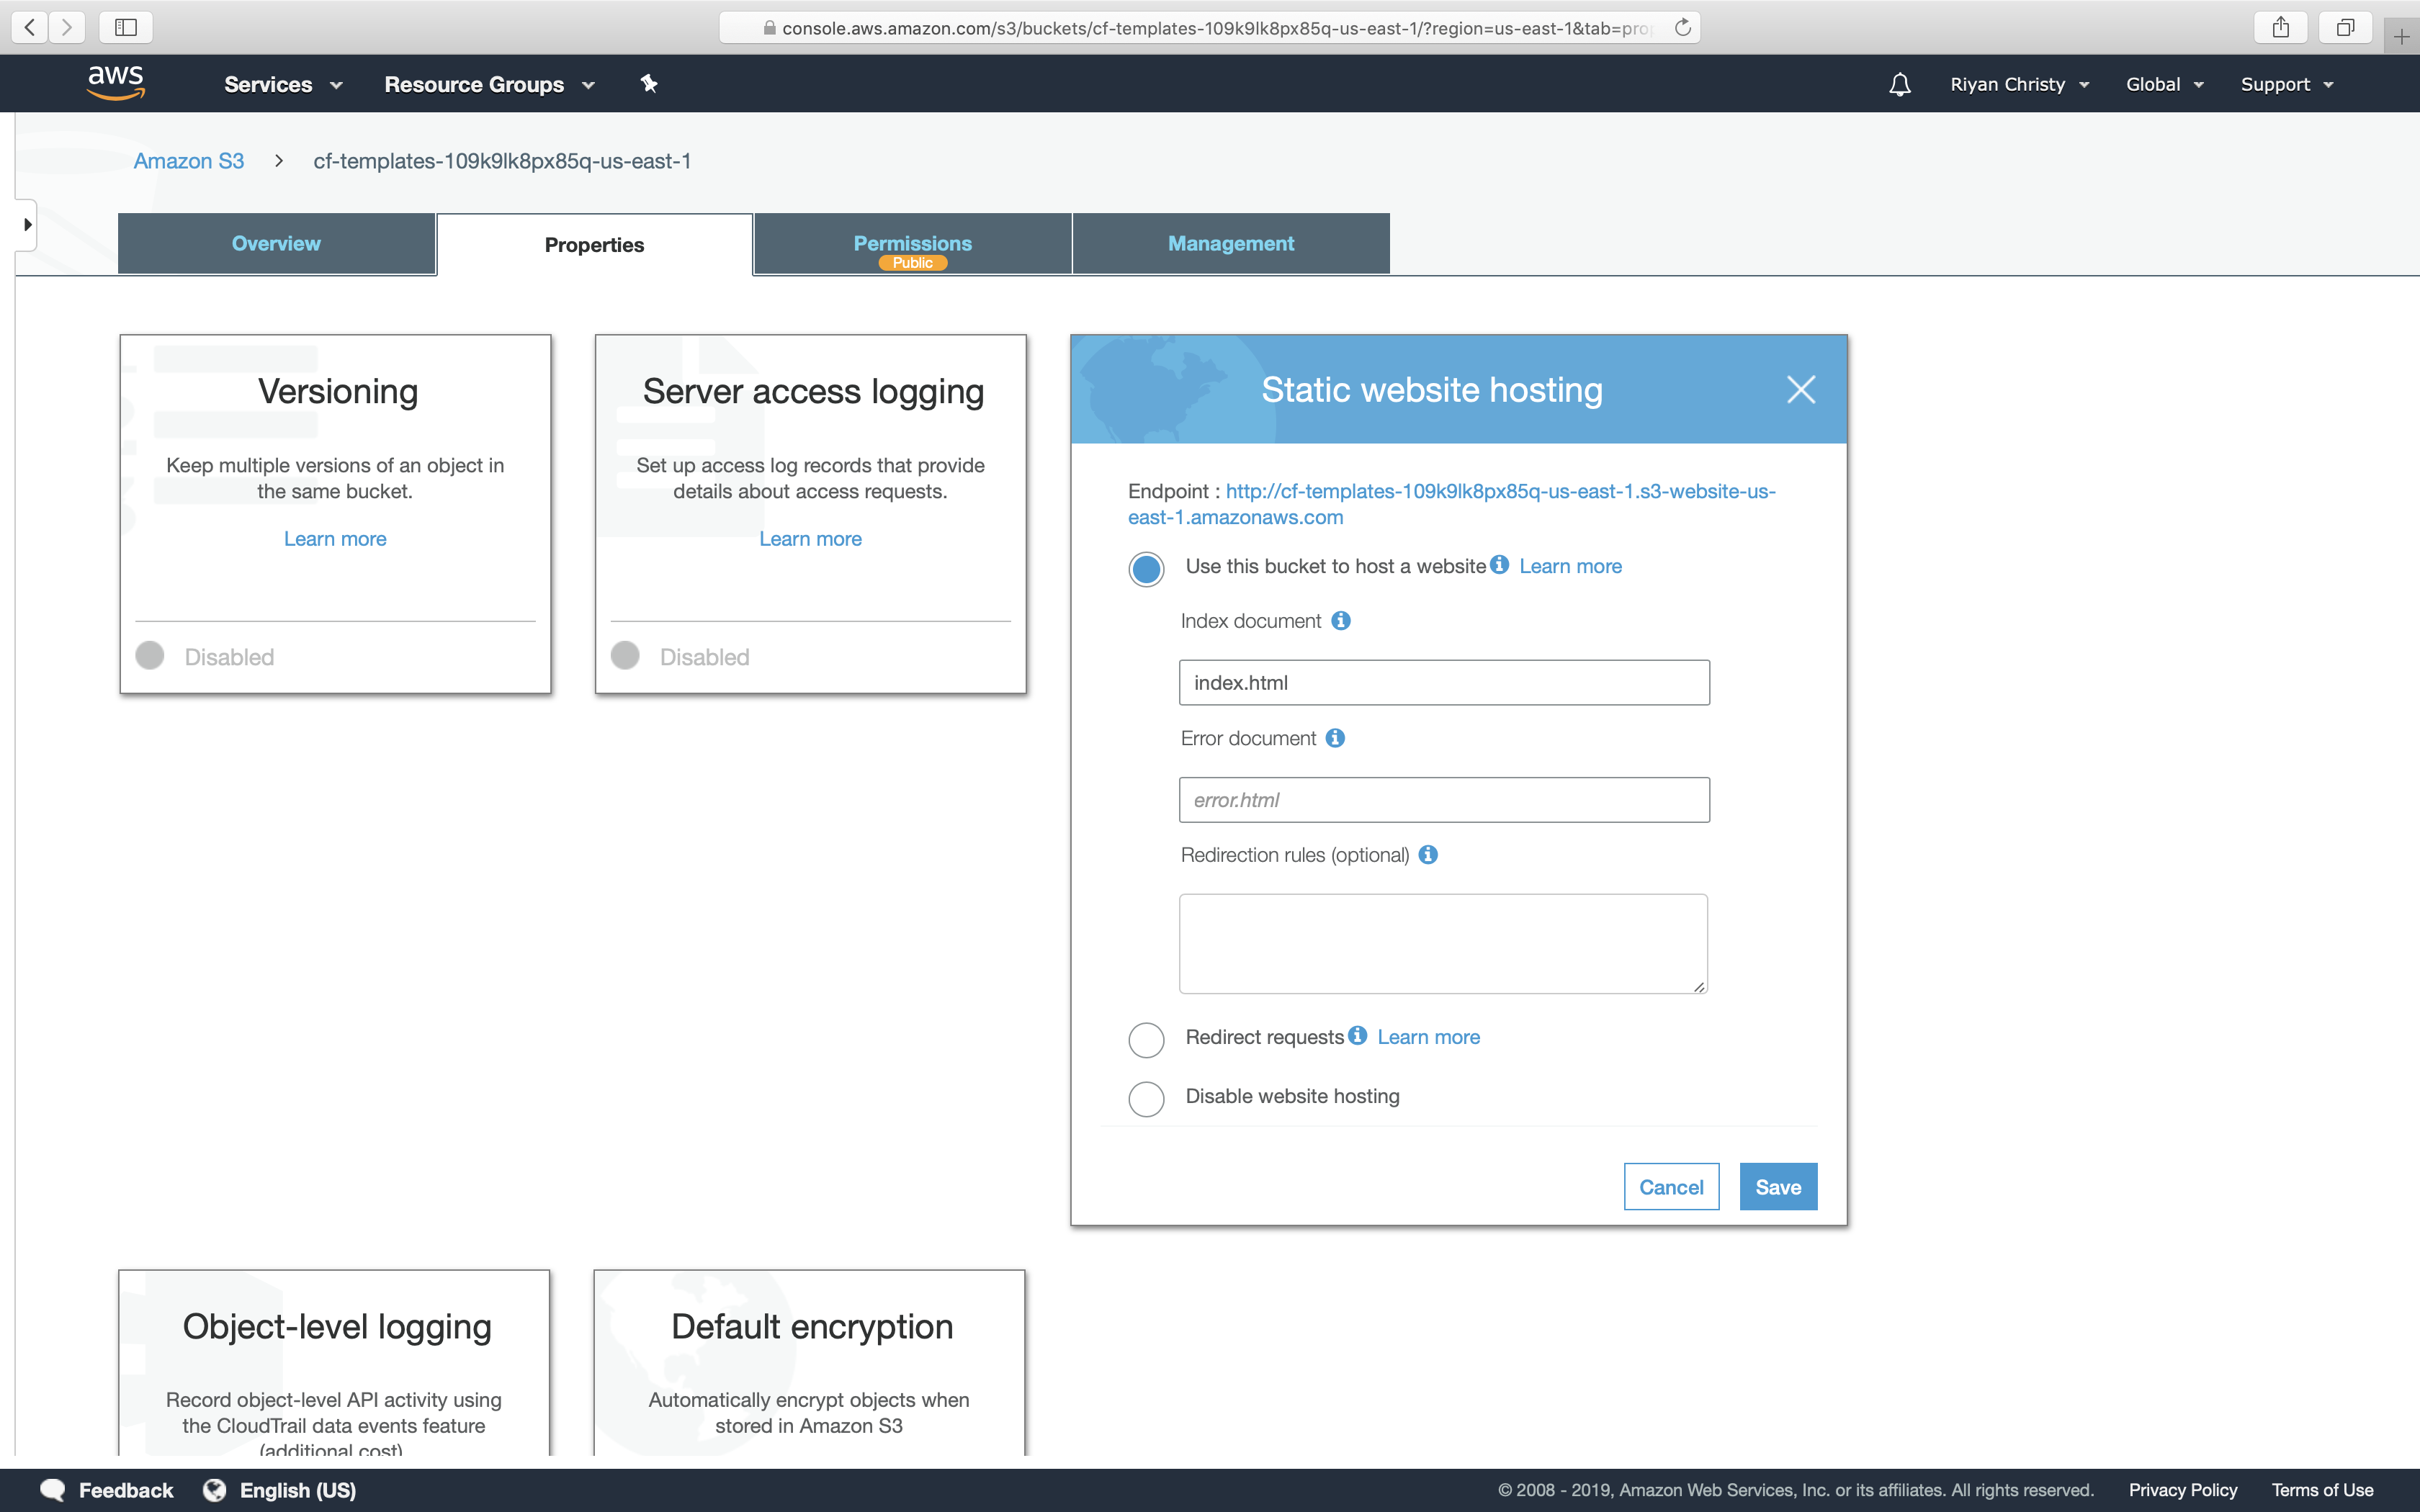 console.aws.amazon.com/s3/buckets/cf-templates-109k9lk8px85q-us-east-1/?region=us-east-1&tab=pro
aws
Services
Resource Groups
Riyan Christy
Global
Support
Amazon S3 > cf-templates-109k9lk8px85q-us-east-1
Overview
Properties
Permissions
Public
Management
Versioning
Keep multiple versions of an object in
the same bucket.
Learn more
Disabled
Server access logging
Set up access log records that provide
details about access requests.
Learn more
Disabled
Static website hosting
Endpoint : http://cf-templates-109k9lk8px85q-us-east-1.s3-website-us-
east-1.amazonaws.com
Use this bucket to host a website Learn more
Index document
index.html
Error document
error.html
Redirection rules (optional)
Redirect requests Learn more
Disable website hosting
Cancel
Save
Object-level logging
Record object-level API activity using
the CloudTrail data events feature
(additional cost)
Default encryption
Automatically encrypt objects when
stored in Amazon S3
Feedback
English (US)
© 2008 - 2019, Amazon Web Services, Inc. or its affiliates. All rights reserved.
Privacy Policy
Terms of Use